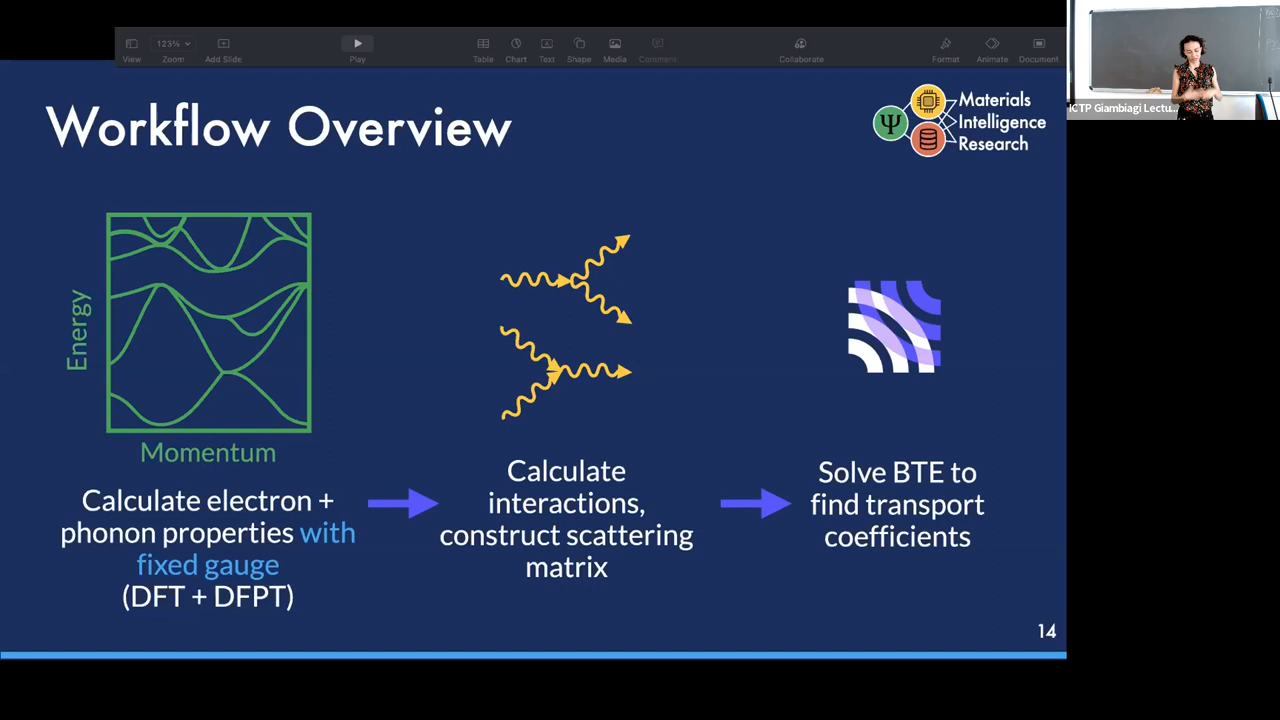 View
123%
Zoom
Add Slide
Play
Table
Chart
Text
Shape
Media
Comment
Collaborate
Format
Animate
Document
ICTP Giambiagi Lectu...
Workflow Overview
Ψ
Materials
Intelligence
Research
Energy
Momentum
Calculate electron +
phonon properties with
fixed gauge
(DFT + DFPT)
Calculate
interactions,
construct scattering
matrix
Solve BTE to
find transport
coefficients
14